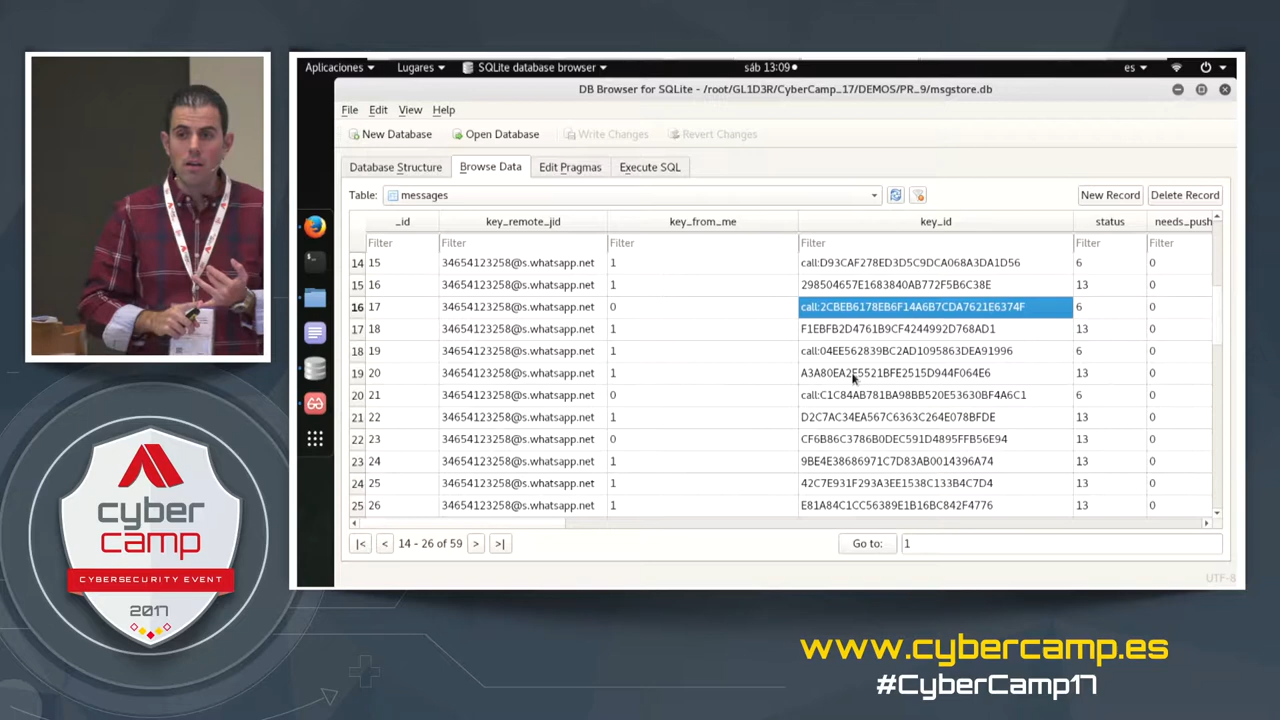 Aplicaciones Lugares SQLite database browser sáb 13:09 es
DB Browser for SQLite - /root/GL1D3R/CyberCamp_17/DEMOS/PR_9/msgstore.db
File Edit View Help
New Database Open Database Write Changes Revert Changes
Database Structure Browse Data Edit Pragmas Execute SQL
Table: messages New Record Delete Record
_id key_remote_jid key_from_me key_id status needs_push
Filter Filter Filter Filter Filter Filter
14 15 34654123258@s.whatsapp.net 1 call:D93CAF278ED3D5C9DCA068A3DA1D56 6 0
15 16 34654123258@s.whatsapp.net 1 298504657E1683840AB772F5B6C38E 13 0
16 17 34654123258@s.whatsapp.net 0 call:2CBEB6178EB6F14A6B7CDA7621E6374F 6 0
17 18 34654123258@s.whatsapp.net 1 F1EBFB2D4761B9CF4244992D768AD1 13 0
18 19 34654123258@s.whatsapp.net 1 call:04EE562839BC2AD1095863DEA91996 6 0
19 20 34654123258@s.whatsapp.net 1 A3A80EA2E5521BFE2515D944F064E6 13 0
20 21 34654123258@s.whatsapp.net 0 call:C1C84AB781BA98BB520E53630BF4A6C1 6 0
21 22 34654123258@s.whatsapp.net 1 D2C7AC34EA567C6363C264E078BFDE 13 0
22 23 34654123258@s.whatsapp.net 0 CF6B86C3786B0DEC591D4895FFB56E94 13 0
23 24 34654123258@s.whatsapp.net 1 9BE4E38686971C7D83AB0014396A74 13 0
24 25 34654123258@s.whatsapp.net 1 42C7E931F293A3EE1538C133B4C7D4 13 0
25 26 34654123258@s.whatsapp.net 1 E81A84C1CC56389E1B16BC842F4776 13 0
14 - 26 of 59 Go to: 1
UTF-8
cyber
camp
CYBERSECURITY EVENT
2017
www.cybercamp.es
#CyberCamp17